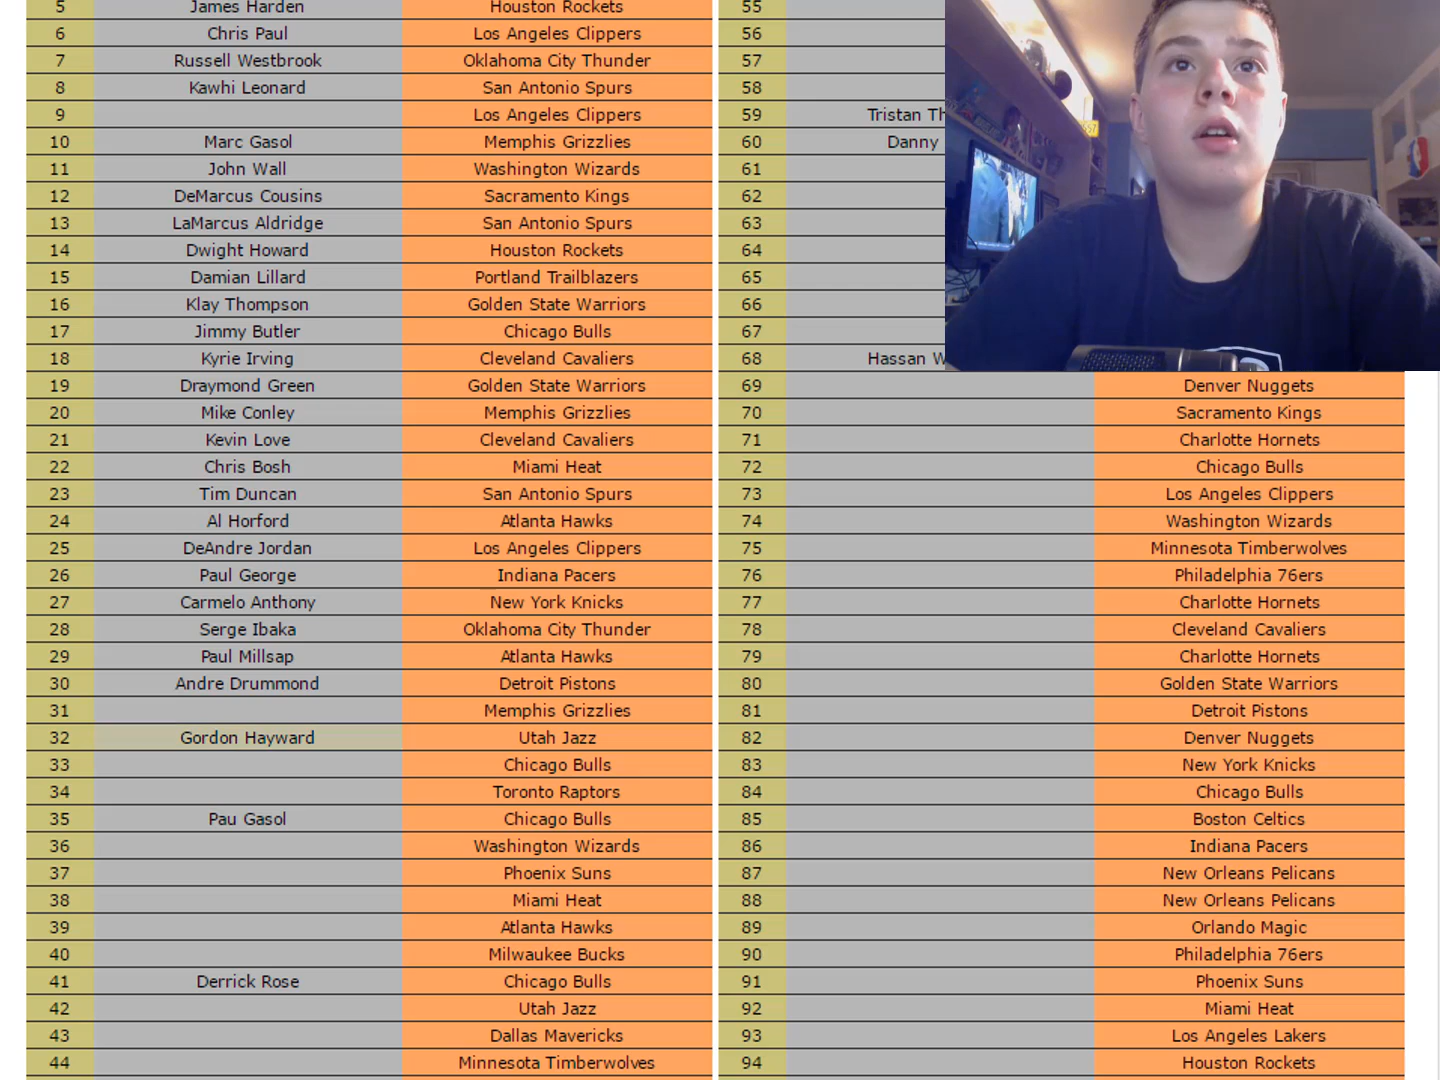 5 James Harden Houston Rockets
6 Chris Paul Los Angeles Clippers
7 Russell Westbrook Oklahoma City Thunder
8 Kawhi Leonard San Antonio Spurs
9 Los Angeles Clippers
10 Marc Gasol Memphis Grizzlies
11 John Wall Washington Wizards
12 DeMarcus Cousins Sacramento Kings
13 LaMarcus Aldridge San Antonio Spurs
14 Dwight Howard Houston Rockets
15 Damian Lillard Portland Trailblazers
16 Klay Thompson Golden State Warriors
17 Jimmy Butler Chicago Bulls
18 Kyrie Irving Cleveland Cavaliers
19 Draymond Green Golden State Warriors
20 Mike Conley Memphis Grizzlies
21 Kevin Love Cleveland Cavaliers
22 Chris Bosh Miami Heat
23 Tim Duncan San Antonio Spurs
24 Al Horford Atlanta Hawks
25 DeAndre Jordan Los Angeles Clippers
26 Paul George Indiana Pacers
27 Carmelo Anthony New York Knicks
28 Serge Ibaka Oklahoma City Thunder
29 Paul Millsap Atlanta Hawks
30 Andre Drummond Detroit Pistons
31 Memphis Grizzlies
32 Gordon Hayward Utah Jazz
33 Chicago Bulls
34 Toronto Raptors
35 Pau Gasol Chicago Bulls
36 Washington Wizards
37 Phoenix Suns
38 Miami Heat
39 Atlanta Hawks
40 Milwaukee Bucks
41 Derrick Rose Chicago Bulls
42 Utah Jazz
43 Dallas Mavericks
44 Minnesota Timberwolves
55
56
57
58
59 Tristan Th
60 Danny
61
62
63
64
65
66
67
68 Hassan W
69 Denver Nuggets
70 Sacramento Kings
71 Charlotte Hornets
72 Chicago Bulls
73 Los Angeles Clippers
74 Washington Wizards
75 Minnesota Timberwolves
76 Philadelphia 76ers
77 Charlotte Hornets
78 Cleveland Cavaliers
79 Charlotte Hornets
80 Golden State Warriors
81 Detroit Pistons
82 Denver Nuggets
83 New York Knicks
84 Chicago Bulls
85 Boston Celtics
86 Indiana Pacers
87 New Orleans Pelicans
88 New Orleans Pelicans
89 Orlando Magic
90 Philadelphia 76ers
91 Phoenix Suns
92 Miami Heat
93 Los Angeles Lakers
94 Houston Rockets